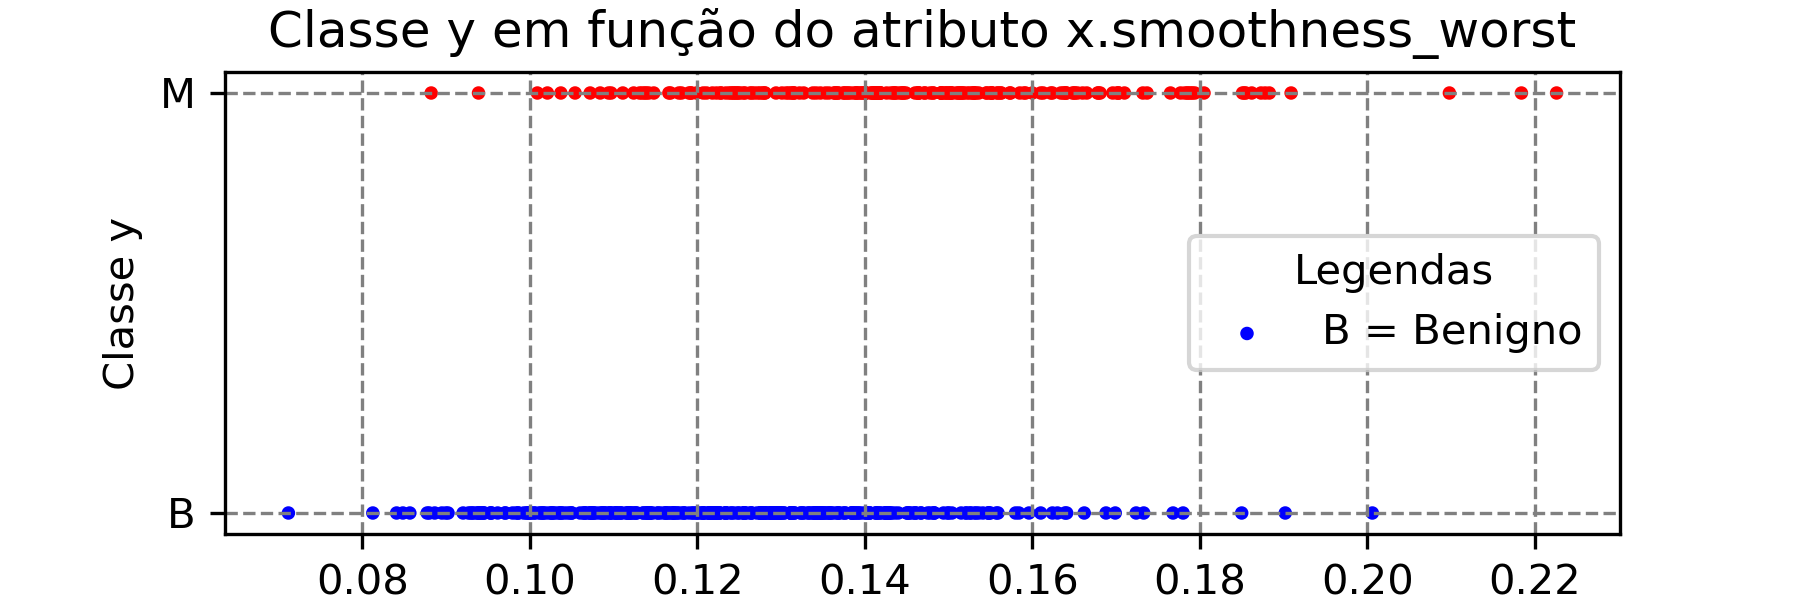 Classe y em função do atributo x.smoothness_worst
M
Classe y
B
Legendas
B = Benigno
0.08 0.10 0.12 0.14 0.16 0.18 0.20 0.22